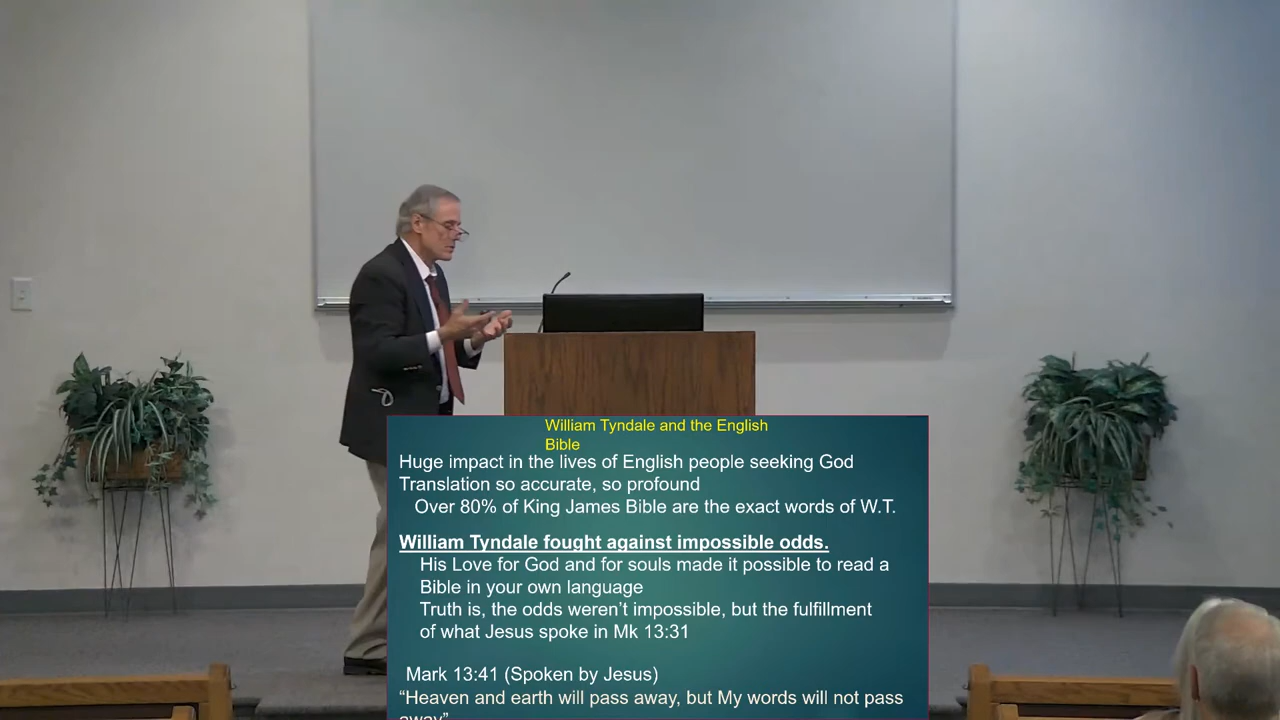 William Tyndale and the English
Bible
Huge impact in the lives of English people seeking God
Translation so accurate, so profound
Over 80% of King James Bible are the exact words of W.T.
William Tyndale fought against impossible odds.
His Love for God and for souls made it possible to read a
Bible in your own language
Truth is, the odds weren't impossible, but the fulfillment
of what Jesus spoke in Mk 13:31
Mark 13:41 (Spoken by Jesus)
“Heaven and earth will pass away, but My words will not pass
away”